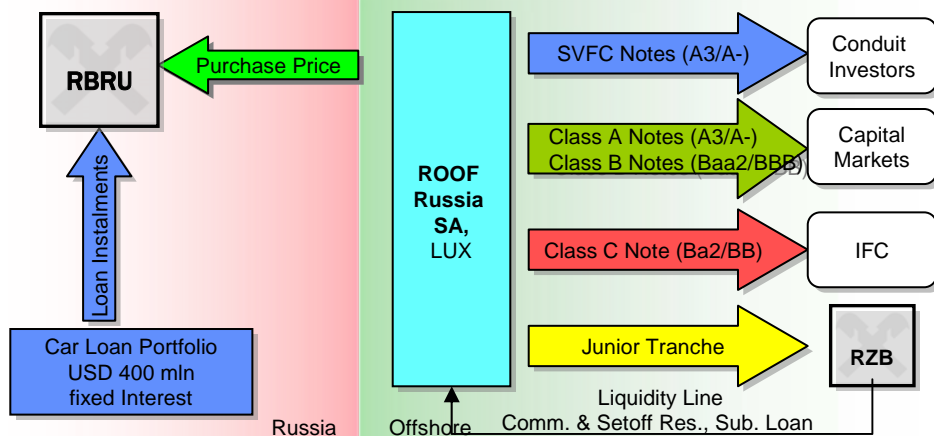 RBRU
Purchase Price
SVFC Notes (A3/A-)
Conduit
Investors
Class A Notes (A3/A-)
Class B Notes (Baa2/BBB)
Capital
Markets
Loan Instalments
ROOF
Russia
SA,
LUX
Class C Note (Ba2/BB)
IFC
Car Loan Portfolio
USD 400 mln
fixed Interest
Junior Tranche
RZB
Liquidity Line
Comm. & Setoff Res., Sub. Loan
Russia
Offshore